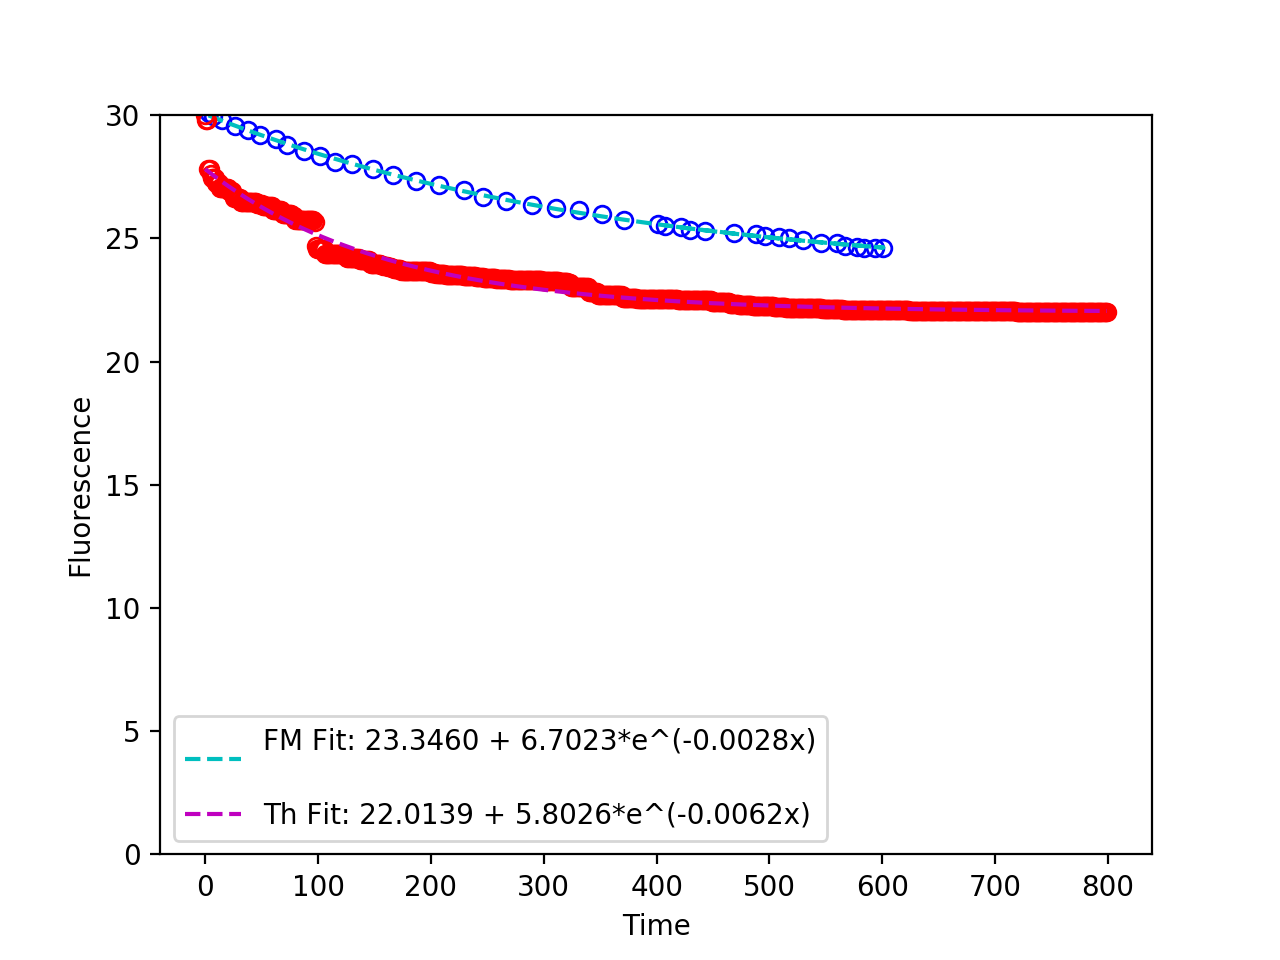 30
25
20
15
10
5
0
Fluorescence
FM Fit: 23.3460 + 6.7023*e^(-0.0028x)
Th Fit: 22.0139 + 5.8026*e^(-0.0062x)
0 100 200 300 400 500 600 700 800
Time